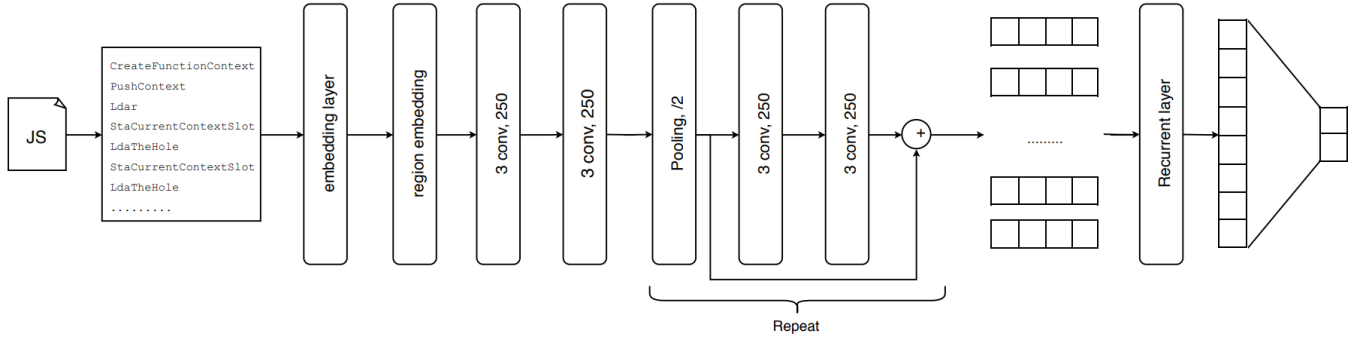 JS
CreateFunctionContext
PushContext
Ldar
StaCurrentContextSlot
LdaTheHole
StaCurrentContextSlot
LdaTheHole
.........
embedding layer
region embedding
3 conv, 250
3 conv, 250
Pooling, /2
3 conv, 250
3 conv, 250
+
.........
Recurrent layer
Repeat